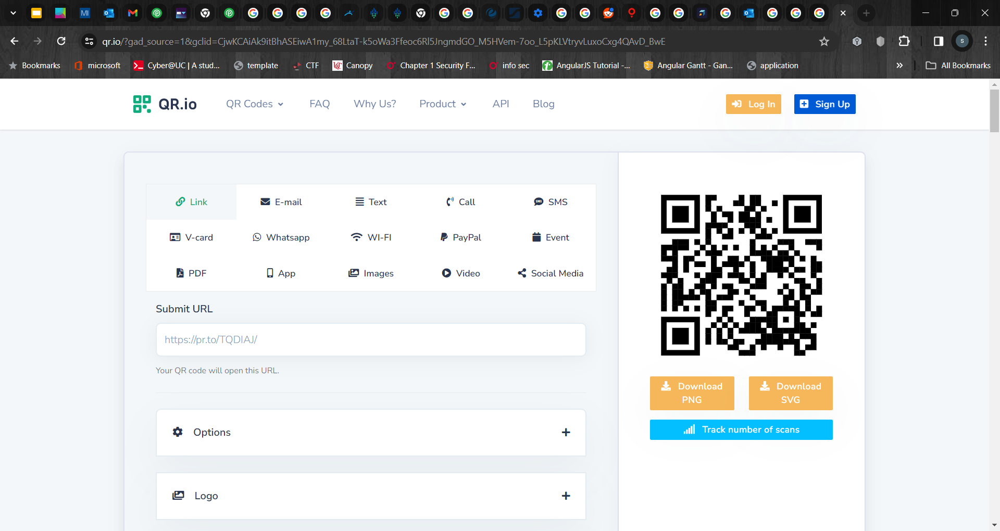 qr.io/?gad_source=1&gclid=CjwKCAiAk9itBhASEiwA1my_68LtaT-k5oWa3Ffeoc6Rl5JngmdGO_M5HVem-7oo_L5pKLVtryvLuxoCxg4QAvD_BwE
S
Bookmarks microsoft Cyber@UC | A stud... template CTF Canopy Chapter 1 Security F... info sec AngularJS Tutorial -... Angular Gantt - Gan... application » All Bookmarks
QR.io QR Codes FAQ Why Us? Product API Blog Log In Sign Up
Link E-mail Text Call SMS
V-card Whatsapp WI-FI PayPal Event
PDF App Images Video Social Media
Submit URL
https://pr.to/TQDIAJ/
Your QR code will open this URL.
Options +
Logo +
Download PNG
Download SVG
Track number of scans